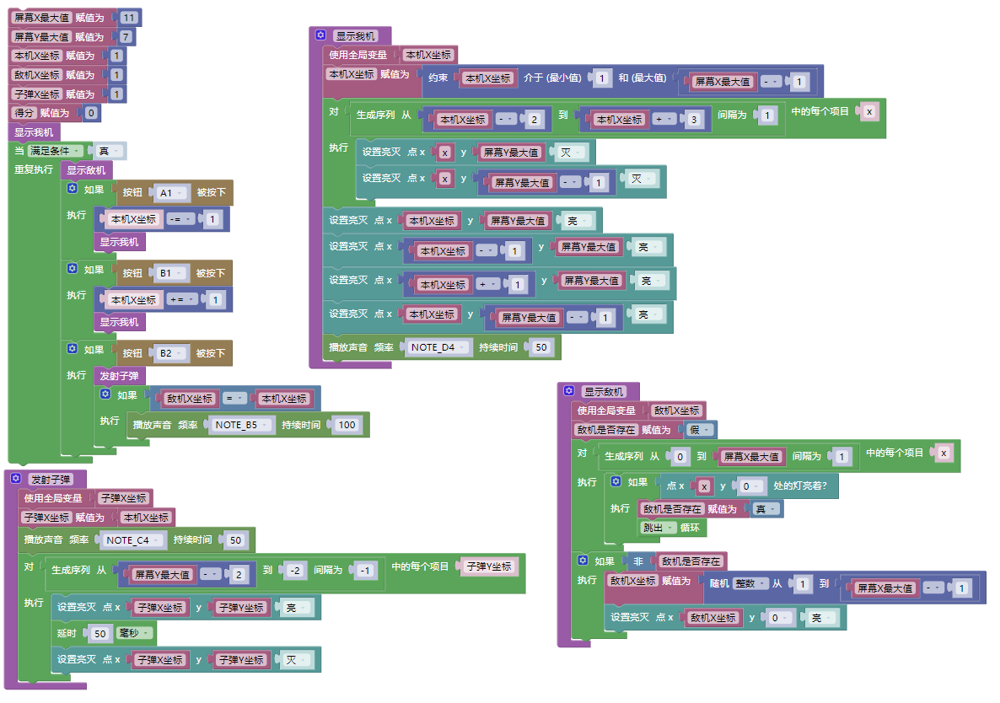 屏幕X最大值 赋值为 11
屏幕Y最大值 赋值为 7
本机X坐标 赋值为 1
敌机X坐标 赋值为 1
子弹X坐标 赋值为 1
得分 赋值为 0
显示我机
当 满足条件 真
重复执行 显示敌机
如果 按钮 A1 被按下
执行 本机X坐标 -= 1
显示我机
如果 按钮 B1 被按下
执行 本机X坐标 += 1
显示我机
如果 按钮 B2 被按下
执行 发射子弹
如果 敌机X坐标 = 本机X坐标
执行 播放声音 频率 NOTE_B5 持续时间 100
发射子弹
使用全局变量 子弹X坐标
子弹X坐标 赋值为 本机X坐标
播放声音 频率 NOTE_C4 持续时间 50
对 生成序列 从 屏幕Y最大值 - 2 到 -2 间隔为 -1 中的每个项目 子弹Y坐标
执行 设置亮灭 点 x 子弹X坐标 y 子弹Y坐标 亮
延时 50 毫秒
设置亮灭 点 x 子弹X坐标 y 子弹Y坐标 灭
显示我机
使用全局变量 本机X坐标
本机X坐标 赋值为 约束 本机X坐标 介于 (最小值) 1 和 (最大值) 屏幕X最大值 - 1
对 生成序列 从 本机X坐标 - 2 到 本机X坐标 + 3 间隔为 1 中的每个项目 x
执行 设置亮灭 点 x x y 屏幕Y最大值 灭
设置亮灭 点 x x y 屏幕Y最大值 - 1 灭
设置亮灭 点 x 本机X坐标 y 屏幕Y最大值 亮
设置亮灭 点 x 本机X坐标 - 1 y 屏幕Y最大值 亮
设置亮灭 点 x 本机X坐标 + 1 y 屏幕Y最大值 亮
设置亮灭 点 x 本机X坐标 y 屏幕Y最大值 - 1 亮
播放声音 频率 NOTE_D4 持续时间 50
显示敌机
使用全局变量 敌机X坐标
敌机是否存在 赋值为 假
对 生成序列 从 0 到 屏幕X最大值 间隔为 1 中的每个项目 x
执行 如果 点 x x y 0 处的灯亮着?
执行 敌机是否存在 赋值为 真
跳出 循环
如果 非 敌机是否存在
执行 敌机X坐标 赋值为 随机 整数 从 1 到 屏幕X最大值 - 1
设置亮灭 点 x 敌机X坐标 y 0 亮